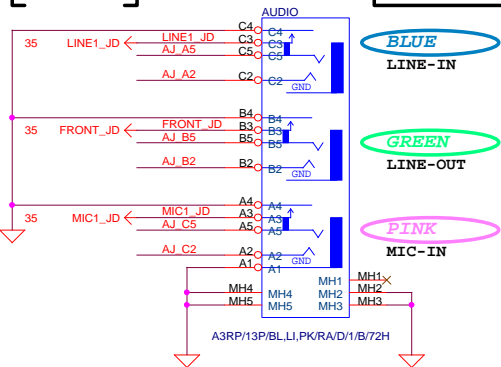 AUDIO
C4 C4
35 LINE1_JD C3 C3
AJ_A5 C5 C5
AJ_A2 C2 C2
GND
BLUE
LINE-IN
B4 B4
35 FRONT_JD FRONT_JD B3 B3
AJ_B5 B5 B5
AJ_B2 B2 B2
GND
GREEN
LINE-OUT
A4 A4
35 MIC1_JD MIC1_JD A3 A3
AJ_C5 A5 A5
AJ_C2 A2 A2
GND
A1 A1
PINK
MIC-IN
LINE1_JD
MH1 MH1
MH4 MH4 MH2 MH2
MH5 MH5 MH3 MH3
A3RP/13P/BL,LI,PK/RA/D/1/B/72H